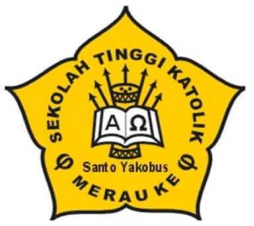 SEKOLAH TINGGI KATOLIK
Α Ω
Santo Yakobus
MERAUKE